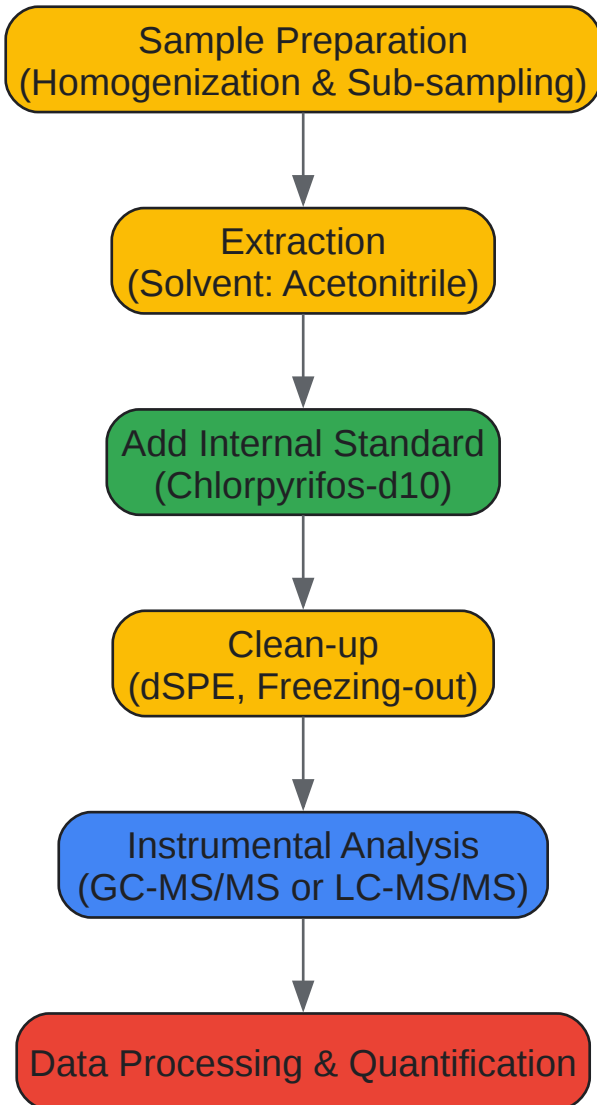 Sample Preparation
(Homogenization & Sub-sampling)
Extraction
(Solvent: Acetonitrile)
Add Internal Standard
(Chlorpyrifos-d10)
Clean-up
(dSPE, Freezing-out)
Instrumental Analysis
(GC-MS/MS or LC-MS/MS)
Data Processing & Quantification